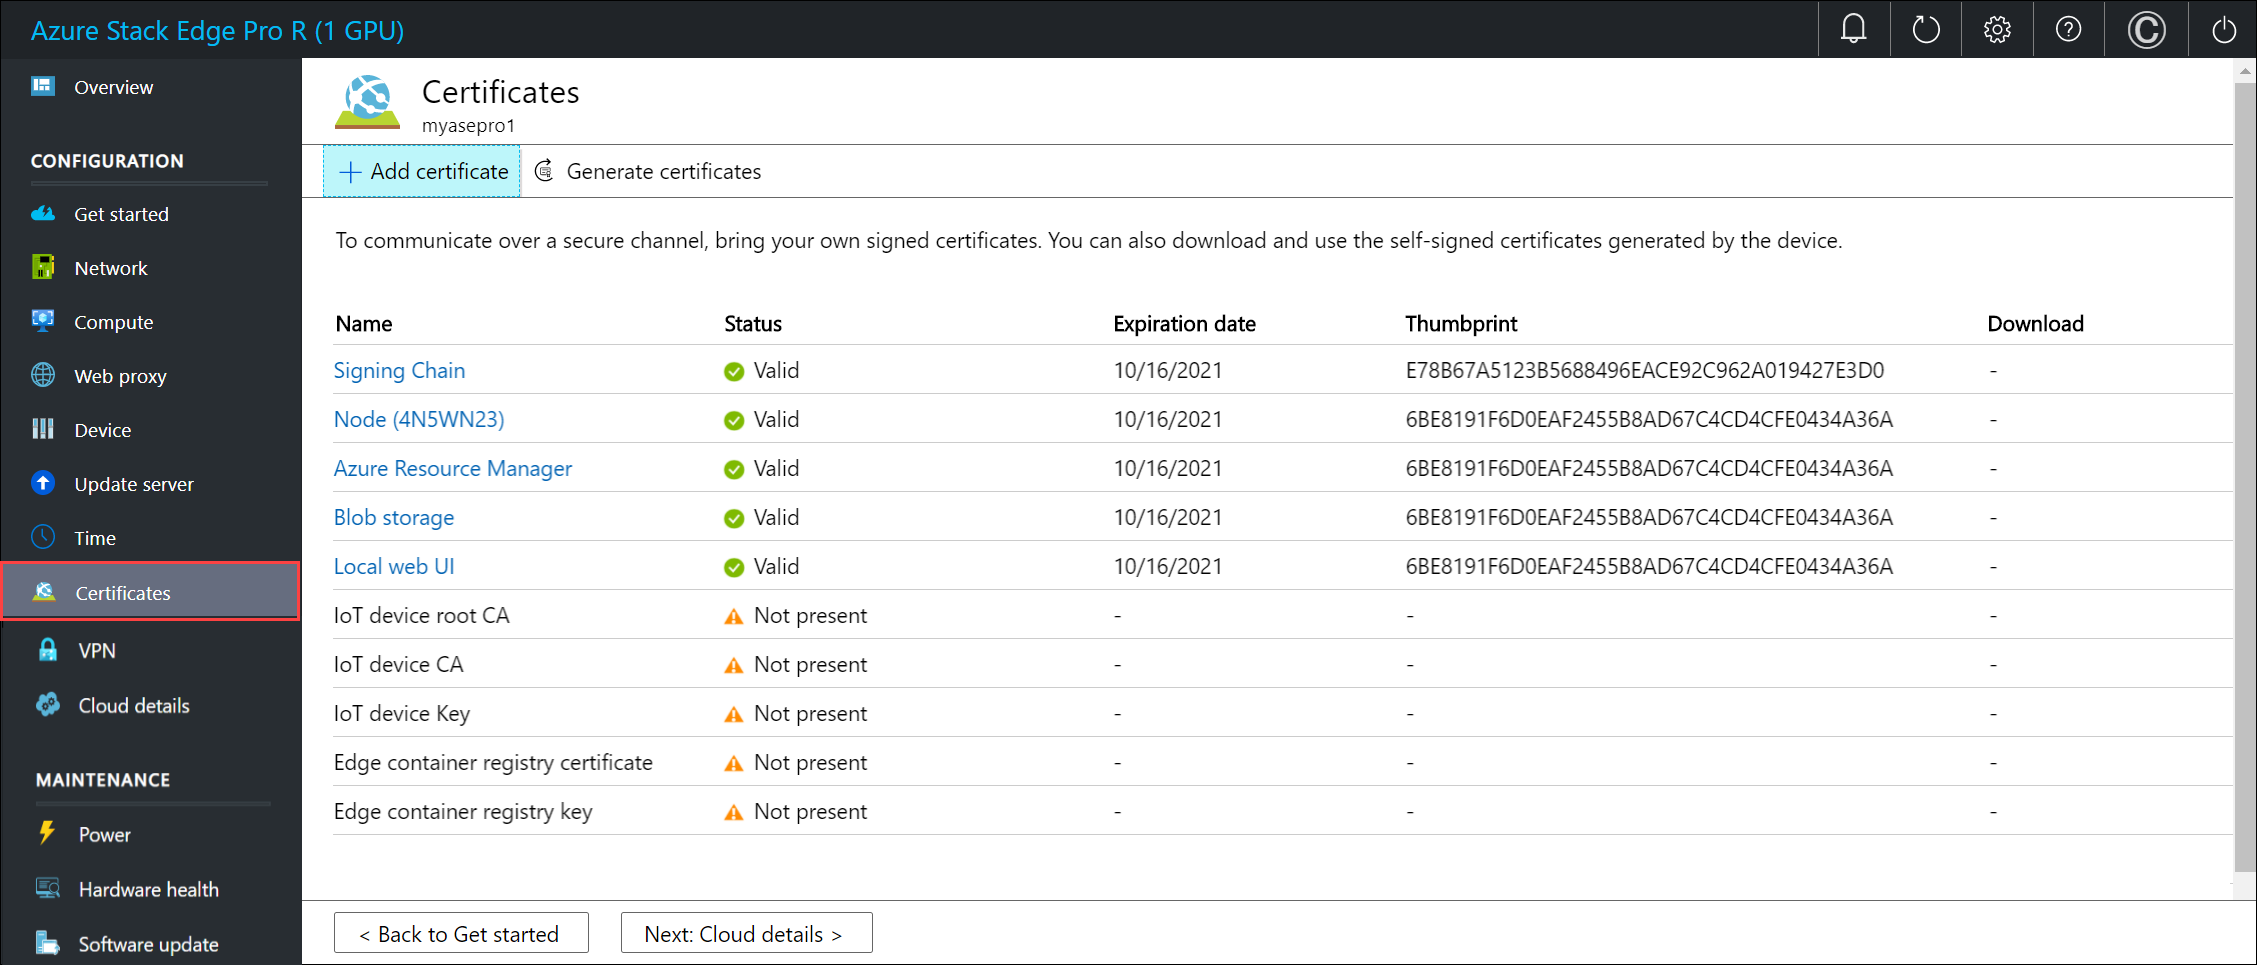 Azure Stack Edge Pro R (1 GPU)
Overview
CONFIGURATION
Get started
Network
Compute
Web proxy
Device
Update server
Time
Certificates
VPN
Cloud details
MAINTENANCE
Power
Hardware health
Software update
Certificates
myasepro1
+ Add certificate Generate certificates
To communicate over a secure channel, bring your own signed certificates. You can also download and use the self-signed certificates generated by the device.
Name Status Expiration date Thumbprint Download
Signing Chain Valid 10/16/2021 E78B67A5123B5688496EACE92C962A019427E3D0 -
Node (4N5WN23) Valid 10/16/2021 6BE8191F6D0EAF2455B8AD67C4CD4CFE0434A36A -
Azure Resource Manager Valid 10/16/2021 6BE8191F6D0EAF2455B8AD67C4CD4CFE0434A36A -
Blob storage Valid 10/16/2021 6BE8191F6D0EAF2455B8AD67C4CD4CFE0434A36A -
Local web UI Valid 10/16/2021 6BE8191F6D0EAF2455B8AD67C4CD4CFE0434A36A -
IoT device root CA Not present - - -
IoT device CA Not present - - -
IoT device Key Not present - - -
Edge container registry certificate Not present - - -
Edge container registry key Not present - - -
< Back to Get started Next: Cloud details >